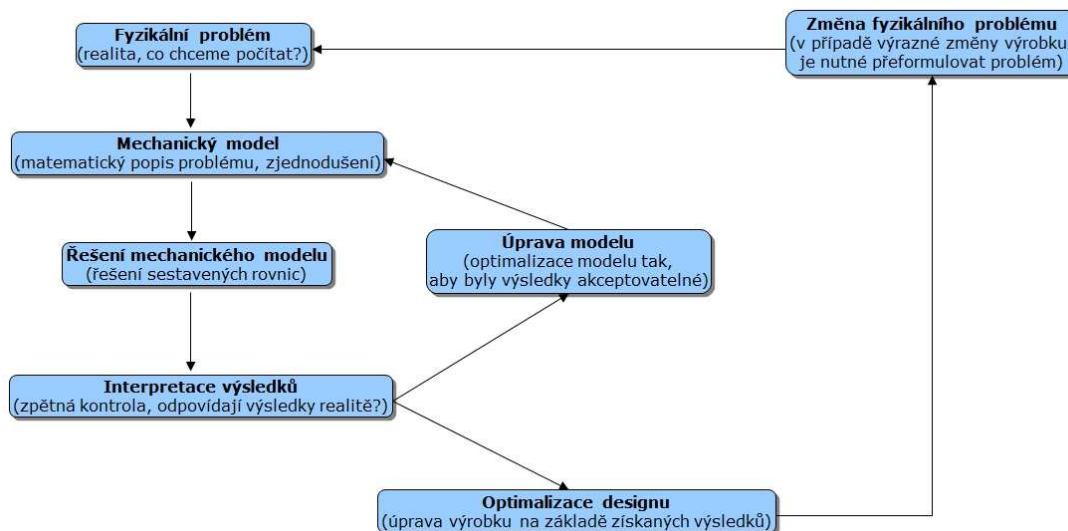 Fyzikální problém
(realita, co chceme počítat?)
Změna fyzikálního problému
(v případě výrazné změny výrobku
je nutné přeformulovat problém)
Mechanický model
(matematický popis problému, zjednodušení)
Řešení mechanického modelu
(řešení sestavených rovnic)
Úprava modelu
(optimalizace modelu tak,
aby byly výsledky akceptovatelné)
Interpretace výsledků
(zpětná kontrola, odpovídají výsledky realitě?)
Optimalizace designu
(úprava výrobku na základě získaných výsledků)